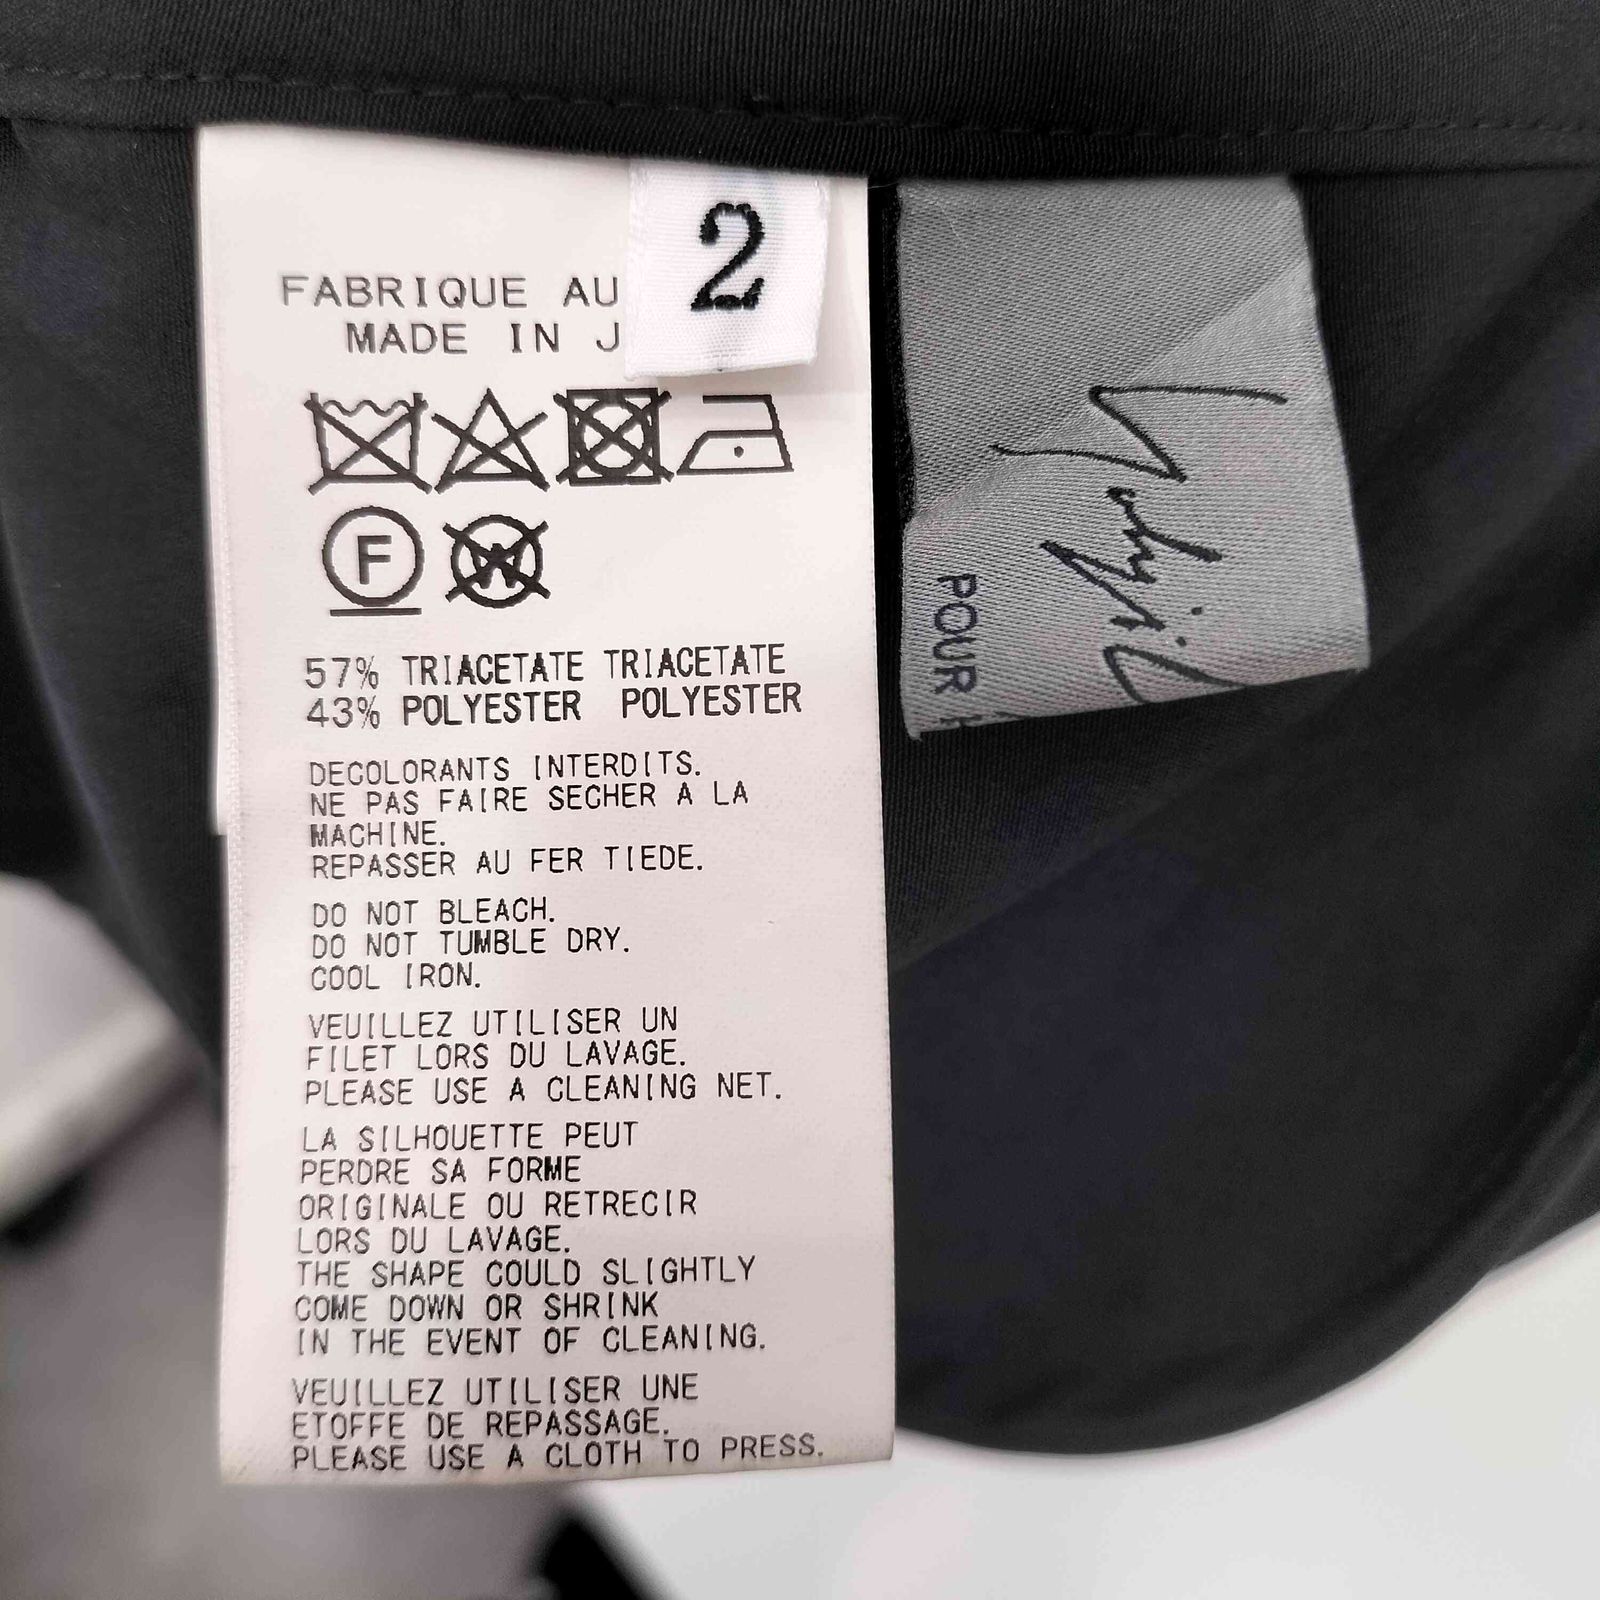 2
FABRIQUE AU
MADE IN J
F
W
57% TRIACETATE TRIACETATE
43% POLYESTER POLYESTER
DECOLORANTS INTERDITS.
NE PAS FAIRE SECHER A LA
MACHINE.
REPASSER AU FER TIEDE.
DO NOT BLEACH.
DO NOT TUMBLE DRY.
COOL IRON.
VEUILLEZ UTILISER UN
FILET LORS DU LAVAGE.
PLEASE USE A CLEANING NET.
LA SILHOUETTE PEUT
PERDRE SA FORME
ORIGINALE OU RETRECIR
LORS DU LAVAGE.
THE SHAPE COULD SLIGHTLY
COME DOWN OR SHRINK
IN THE EVENT OF CLEANING.
VEUILLEZ UTILISER UNE
ETOFFE DE REPASSAGE.
PLEASE USE A CLOTH TO PRESS.
POUR